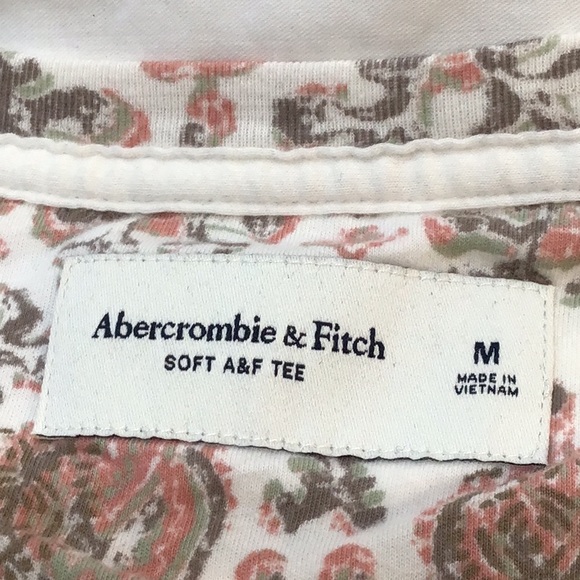 Abercrombie & Fitch
SOFT A&F TEE
M
MADE IN
VIETNAM